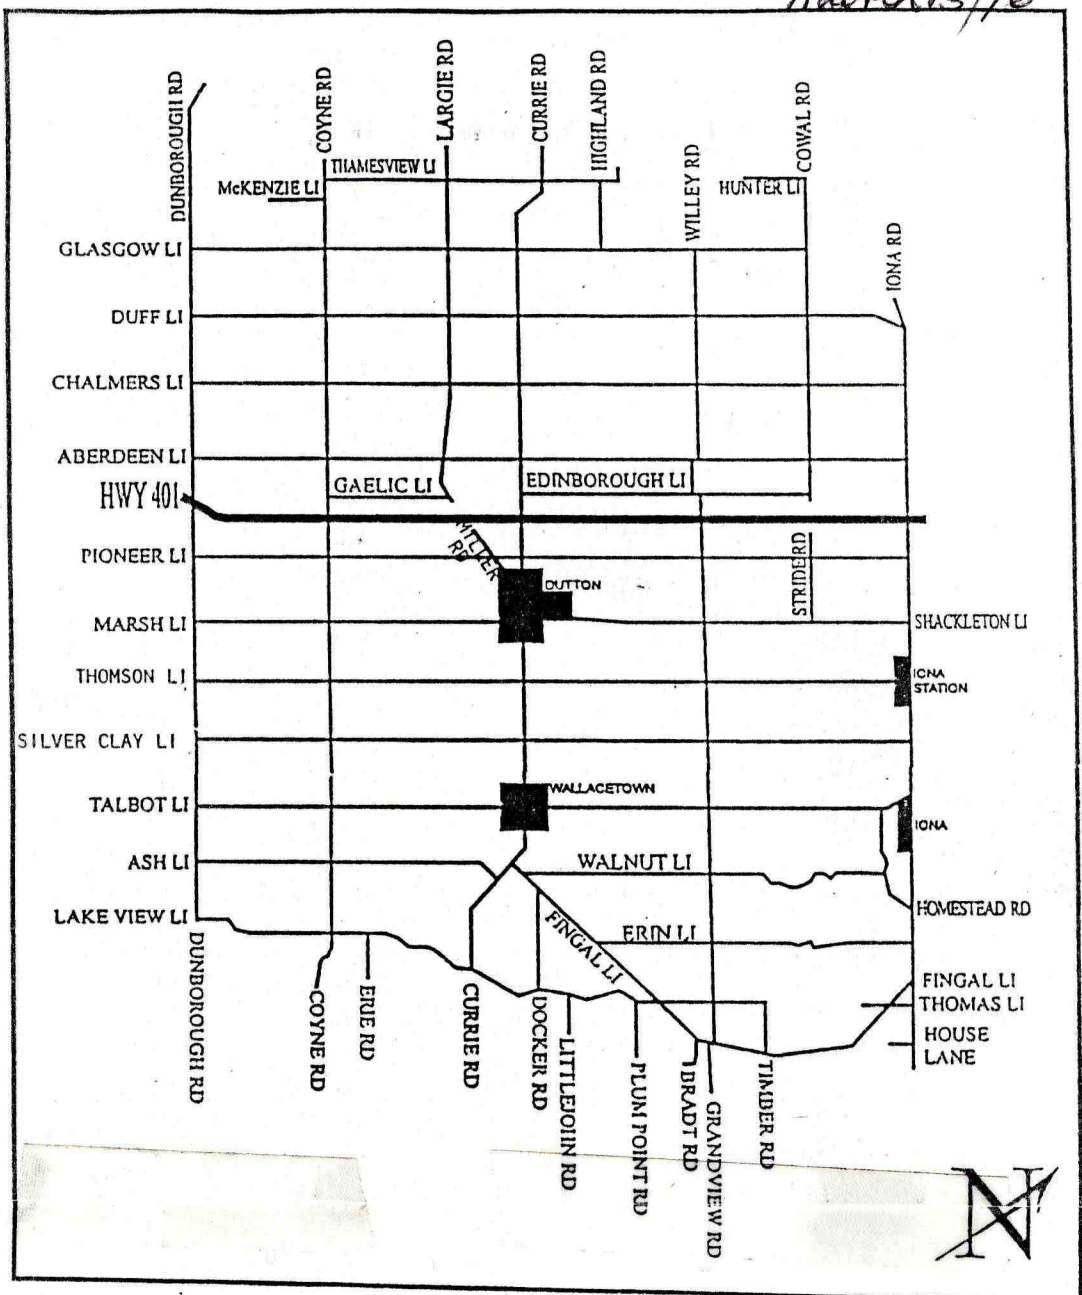 DUNBOROUGH RD
COYNE RD
LARGIE RD
CURRIE RD
HIGHLAND RD
WILLEY RD
COWAL RD
IONA RD
THAMESVIEW LI
McKENZIE LI
HUNTER LI
GLASGOW LI
DUFF LI
CHALMERS LI
ABERDEEN LI
GAELIC LI
EDINBOROUGH LI
HWY 401
MILLER
RD
PIONEER LI
STRIDER RD
DUTTON
MARSH LI
SHACKLETON LI
THOMSON LI
IONA
STATION
SILVER CLAY LI
WALLACETOWN
TALBOT LI
IONA
ASH LI
WALNUT LI
LAKE VIEW LI
HOMESTEAD RD
FINGAL LI
ERIN LI
FINGAL LI
THOMAS LI
HOUSE
LANE
DUNBOROUGH RD
COYNE RD
ERIE RD
CURRIE RD
DOCKER RD
LITTLEJOHN RD
PLUM POINT RD
BRADT RD
GRANDVIEW RD
TIMBER RD
N